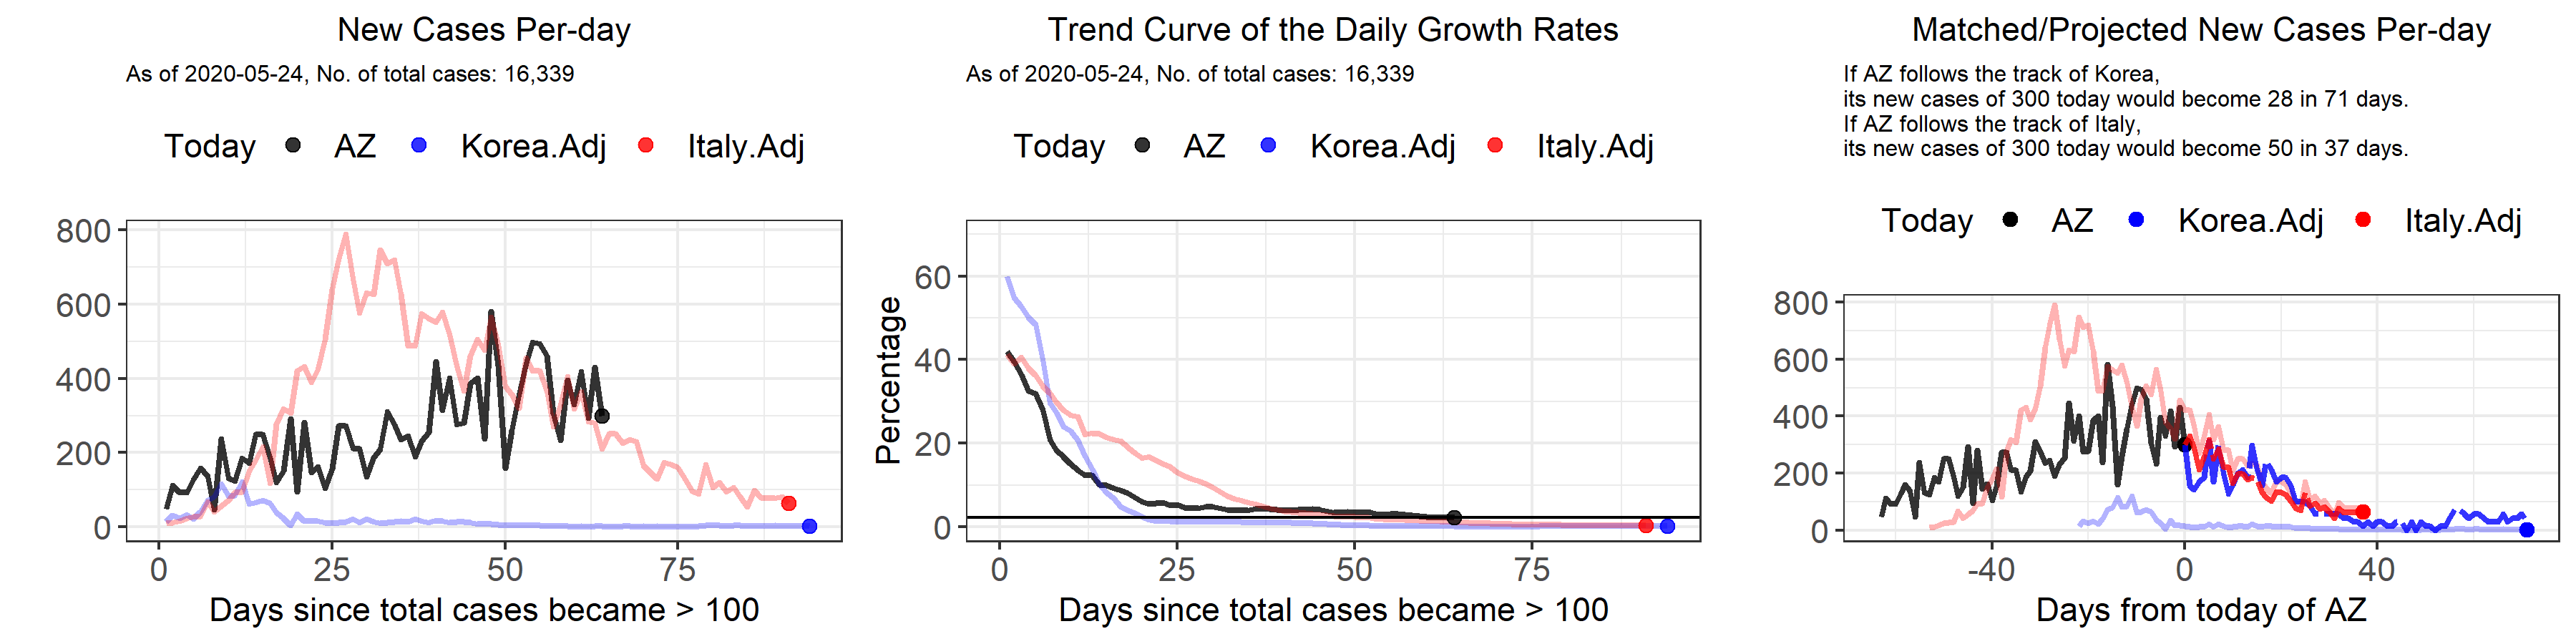 New Cases Per-day
As of 2020-05-24, No. of total cases: 16,339
Today AZ Korea.Adj Italy.Adj
800
600
400
200
0
0 25 50 75
Days since total cases became > 100
Trend Curve of the Daily Growth Rates
As of 2020-05-24, No. of total cases: 16,339
Today AZ Korea.Adj Italy.Adj
Percentage
60
40
20
0
0 25 50 75
Days since total cases became > 100
Matched/Projected New Cases Per-day
If AZ follows the track of Korea,
its new cases of 300 today would become 28 in 71 days.
If AZ follows the track of Italy,
its new cases of 300 today would become 50 in 37 days.
Today AZ Korea.Adj Italy.Adj
800
600
400
200
0
-40 0 40
Days from today of AZ